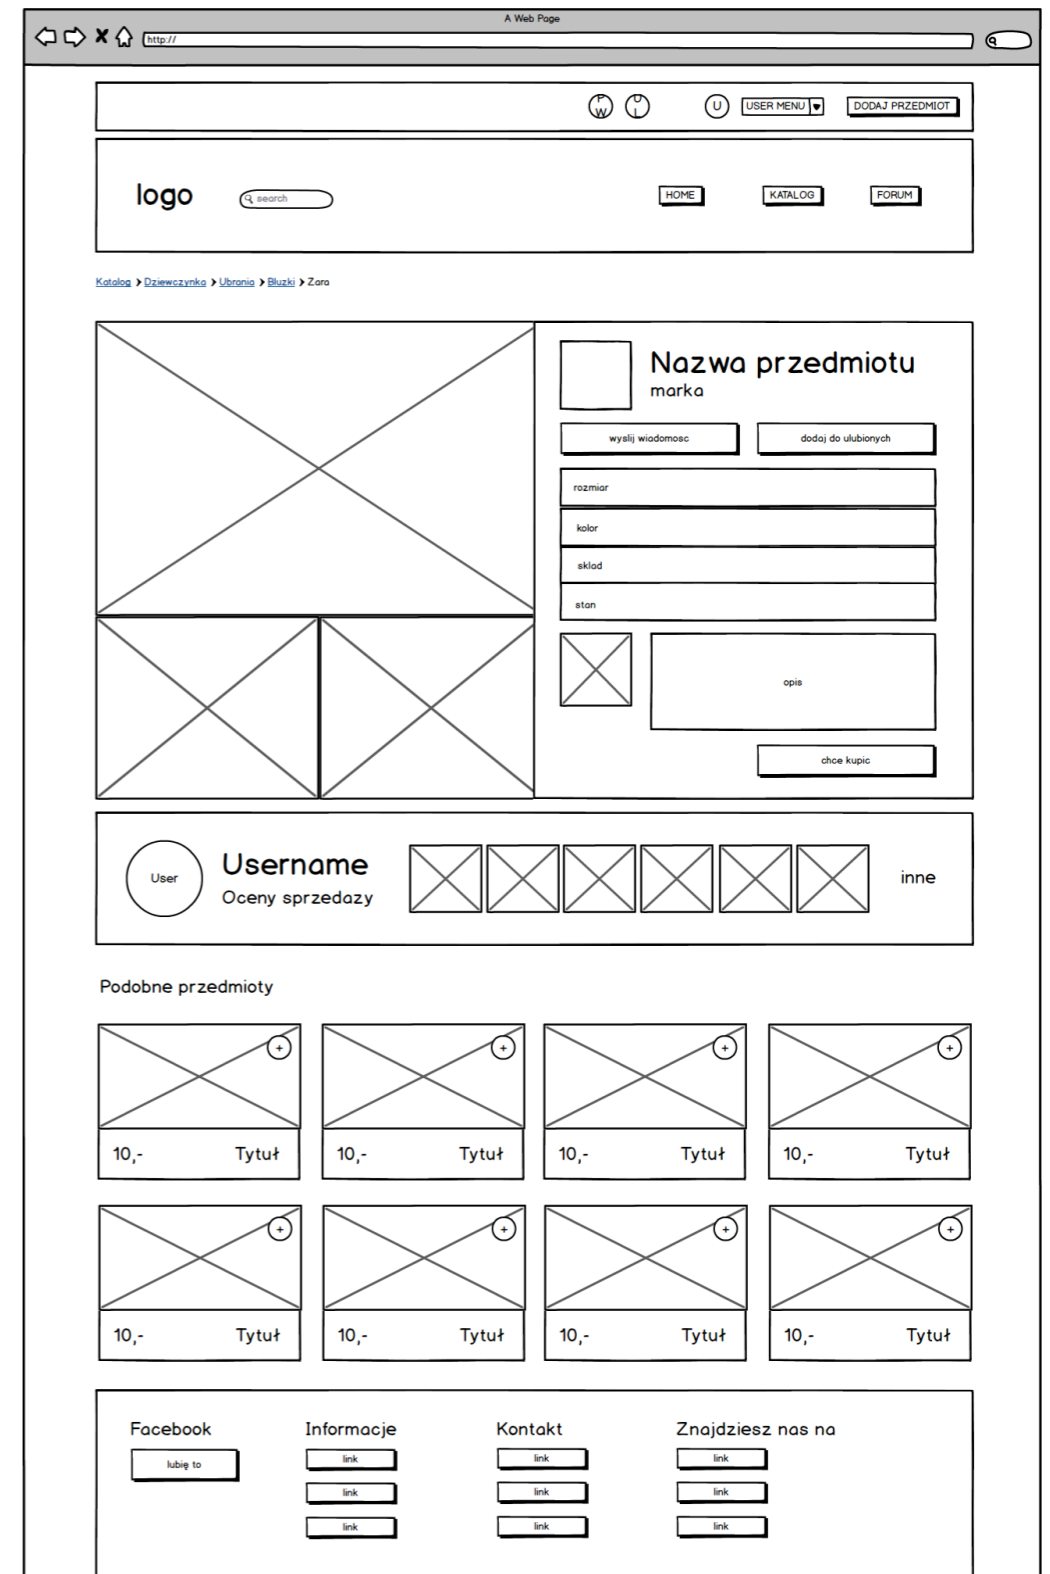 A Web Page
http://
P W
U L
U
USER MENU
DODAJ PRZEDMIOT
logo
search
HOME
KATALOG
FORUM
Katalog > Dziewczynka > Ubrania > Bluzki > Zara
Nazwa przedmiotu
marka
wyslij wiadomosc
dodaj do ulubionych
rozmiar
kolor
sklad
stan
opis
chce kupic
User
Username
Oceny sprzedazy
inne
Podobne przedmioty
+
+
+
+
10,- Tytuł
10,- Tytuł
10,- Tytuł
10,- Tytuł
+
+
+
+
10,- Tytuł
10,- Tytuł
10,- Tytuł
10,- Tytuł
Facebook
lubię to
Informacje
link
link
link
Kontakt
link
link
link
Znajdziesz nas na
link
link
link